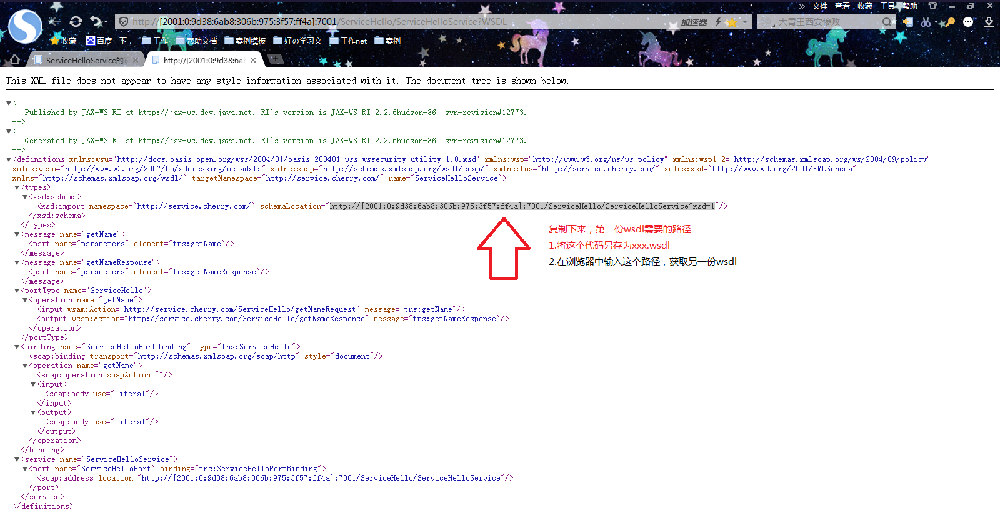 » 文件 查看 收藏 工具 帮助
http://[2001:0:9d38:6ab8:306b:975:3f57:ff4a]:7001/ServiceHello/ServiceHelloService?WSDL 加速器 大胃王西安惨败
收藏 百度一下， 工作 帮助文档 案例模板 好の学习文 工作net 案例
ServiceHelloService的 http://[2001:0:9d38:6a
This XML file does not appear to have any style information associated with it. The document tree is shown below.
▼<!--
Published by JAX-WS RI at http://jax-ws.dev.java.net. RI's version is JAX-WS RI 2.2.6hudson-86 svn-revision#12773.
-->
▼<!--
Generated by JAX-WS RI at http://jax-ws.dev.java.net. RI's version is JAX-WS RI 2.2.6hudson-86 svn-revision#12773.
-->
▼<definitions xmlns:wsu="http://docs.oasis-open.org/wss/2004/01/oasis-200401-wss-wssecurity-utility-1.0.xsd" xmlns:wsp="http://www.w3.org/ns/ws-policy" xmlns:wsp1_2="http://schemas.xmlsoap.org/ws/2004/09/policy"
xmlns:wsam="http://www.w3.org/2007/05/addressing/metadata" xmlns:soap="http://schemas.xmlsoap.org/wsdl/soap/" xmlns:tns="http://service.cherry.com/" xmlns:xsd="http://www.w3.org/2001/XMLSchema"
xmlns="http://schemas.xmlsoap.org/wsdl/" targetNamespace="http://service.cherry.com/" name="ServiceHelloService">
▼<types>
▼<xsd:schema>
<xsd:import namespace="http://service.cherry.com/" schemaLocation="http://[2001:0:9d38:6ab8:306b:975:3f57:ff4a]:7001/ServiceHello/ServiceHelloService?xsd=1"/>
</xsd:schema>
</types>
复制下来，第二份wsdl需要的路径
1.将这个代码另存为xxx.wsdl
2.在浏览器中输入这个路径，获取另一份wsdl
▼<message name="getName">
<part name="parameters" element="tns:getName"/>
</message>
▼<message name="getNameResponse">
<part name="parameters" element="tns:getNameResponse"/>
</message>
▼<portType name="ServiceHello">
▼<operation name="getName">
<input wsam:Action="http://service.cherry.com/ServiceHello/getNameRequest" message="tns:getName"/>
<output wsam:Action="http://service.cherry.com/ServiceHello/getNameResponse" message="tns:getNameResponse"/>
</operation>
</portType>
▼<binding name="ServiceHelloPortBinding" type="tns:ServiceHello">
<soap:binding transport="http://schemas.xmlsoap.org/soap/http" style="document"/>
▼<operation name="getName">
<soap:operation soapAction=""/>
▼<input>
<soap:body use="literal"/>
</input>
▼<output>
<soap:body use="literal"/>
</output>
</operation>
</binding>
▼<service name="ServiceHelloService">
▼<port name="ServiceHelloPort" binding="tns:ServiceHelloPortBinding">
<soap:address location="http://[2001:0:9d38:6ab8:306b:975:3f57:ff4a]:7001/ServiceHello/ServiceHelloService"/>
</port>
</service>
</definitions>